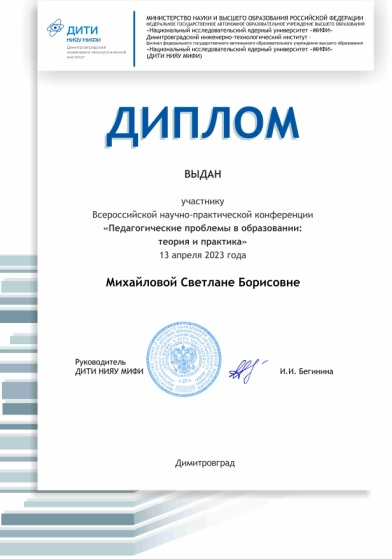 ДИТИ
НИЯУ МИФИ
Димитровградский
инженерно-технологический
институт
МИНИСТЕРСТВО НАУКИ И ВЫСШЕГО ОБРАЗОВАНИЯ РОССИЙСКОЙ ФЕДЕРАЦИИ
ФЕДЕРАЛЬНОЕ ГОСУДАРСТВЕННОЕ АВТОНОМНОЕ ОБРАЗОВАТЕЛЬНОЕ УЧРЕЖДЕНИЕ ВЫСШЕГО ОБРАЗОВАНИЯ
«Национальный исследовательский ядерный университет «МИФИ»
Димитровградский инженерно-технологический институт –
филиал федерального государственного автономного образовательного учреждения высшего образования
«Национальный исследовательский ядерный университет «МИФИ»
(ДИТИ НИЯУ МИФИ)
ДИПЛОМ
ВЫДАН
участнику
Всероссийской научно-практической конференции
«Педагогические проблемы в образовании:
теория и практика»
13 апреля 2023 года
Михайловой Светлане Борисовне
Руководитель
ДИТИ НИЯУ МИФИ
И.И. Бегинина
Димитровград